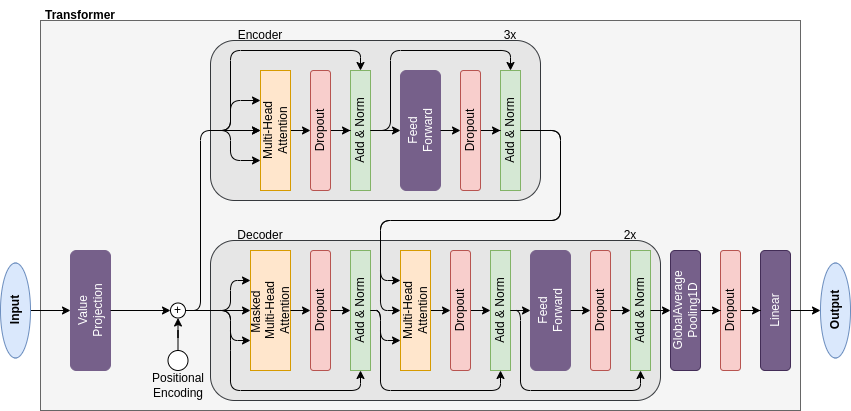 Transformer
Encoder
3x
Multi-Head
Attention
Dropout
Add & Norm
Feed
Forward
Dropout
Add & Norm
Input
Value
Projection
+
Positional
Encoding
Decoder
2x
Masked
Multi-Head
Attention
Dropout
Add & Norm
Multi-Head
Attention
Dropout
Add & Norm
Feed
Forward
Dropout
Add & Norm
GlobalAverage
Pooling1D
Dropout
Linear
Output